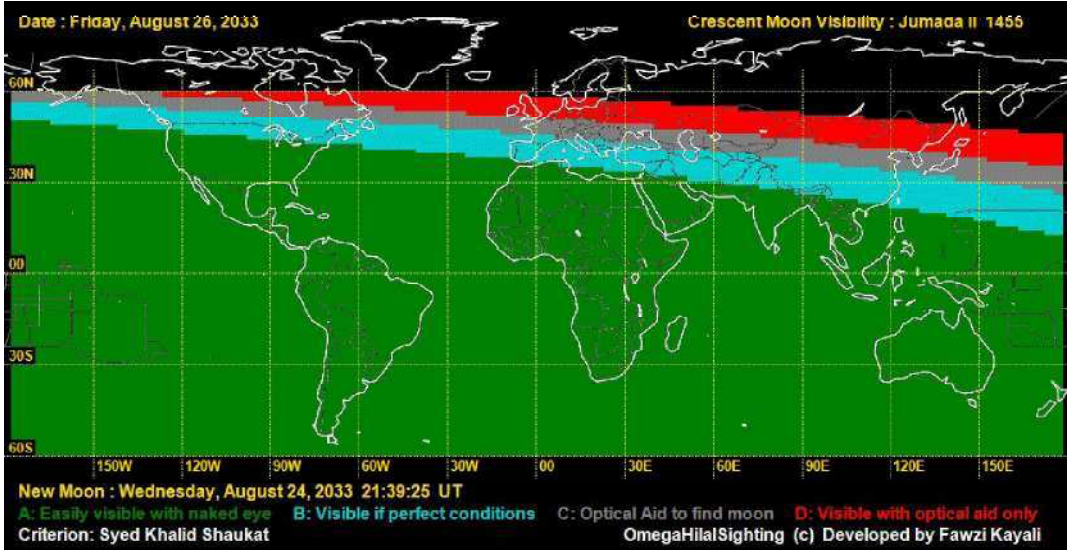 Date : Friday, August 26, 2033 Crescent Moon Visibility : Jumada II 1455
60N
30N
00
30S
60S
150W 120W 90W 60W 30W 00 30E 60E 90E 120E 150E
New Moon : Wednesday, August 24, 2033 21:39:25 UT
A: Easily visible with naked eye B: Visible if perfect conditions C: Optical Aid to find moon D: Visible with optical aid only
Criterion: Syed Khalid Shaukat OmegaHilalSighting (c) Developed by Fawzi Kayali